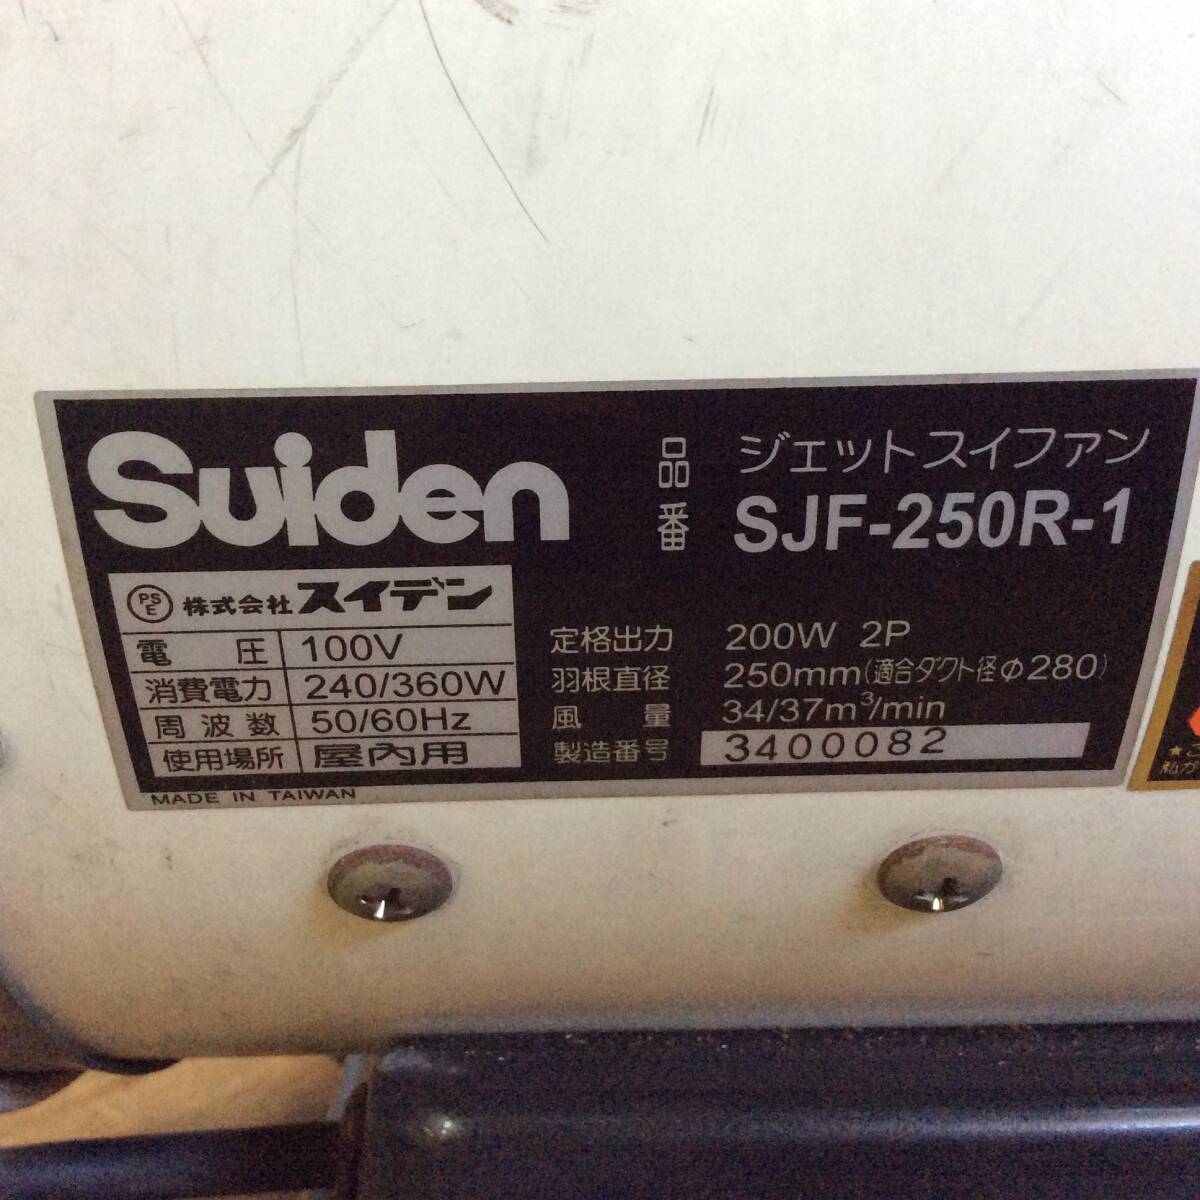 Suiden
品番 ジェットスイファン
SJF-250R-1
PSE 株式会社スイデン
電圧 100V
消費電力 240/360W
周波数 50/60Hz
使用場所 屋内用
定格出力 200W 2P
羽根直径 250mm(適合ダクト径φ280)
風量 34/37m³/min
製造番号 3400082
MADE IN TAIWAN